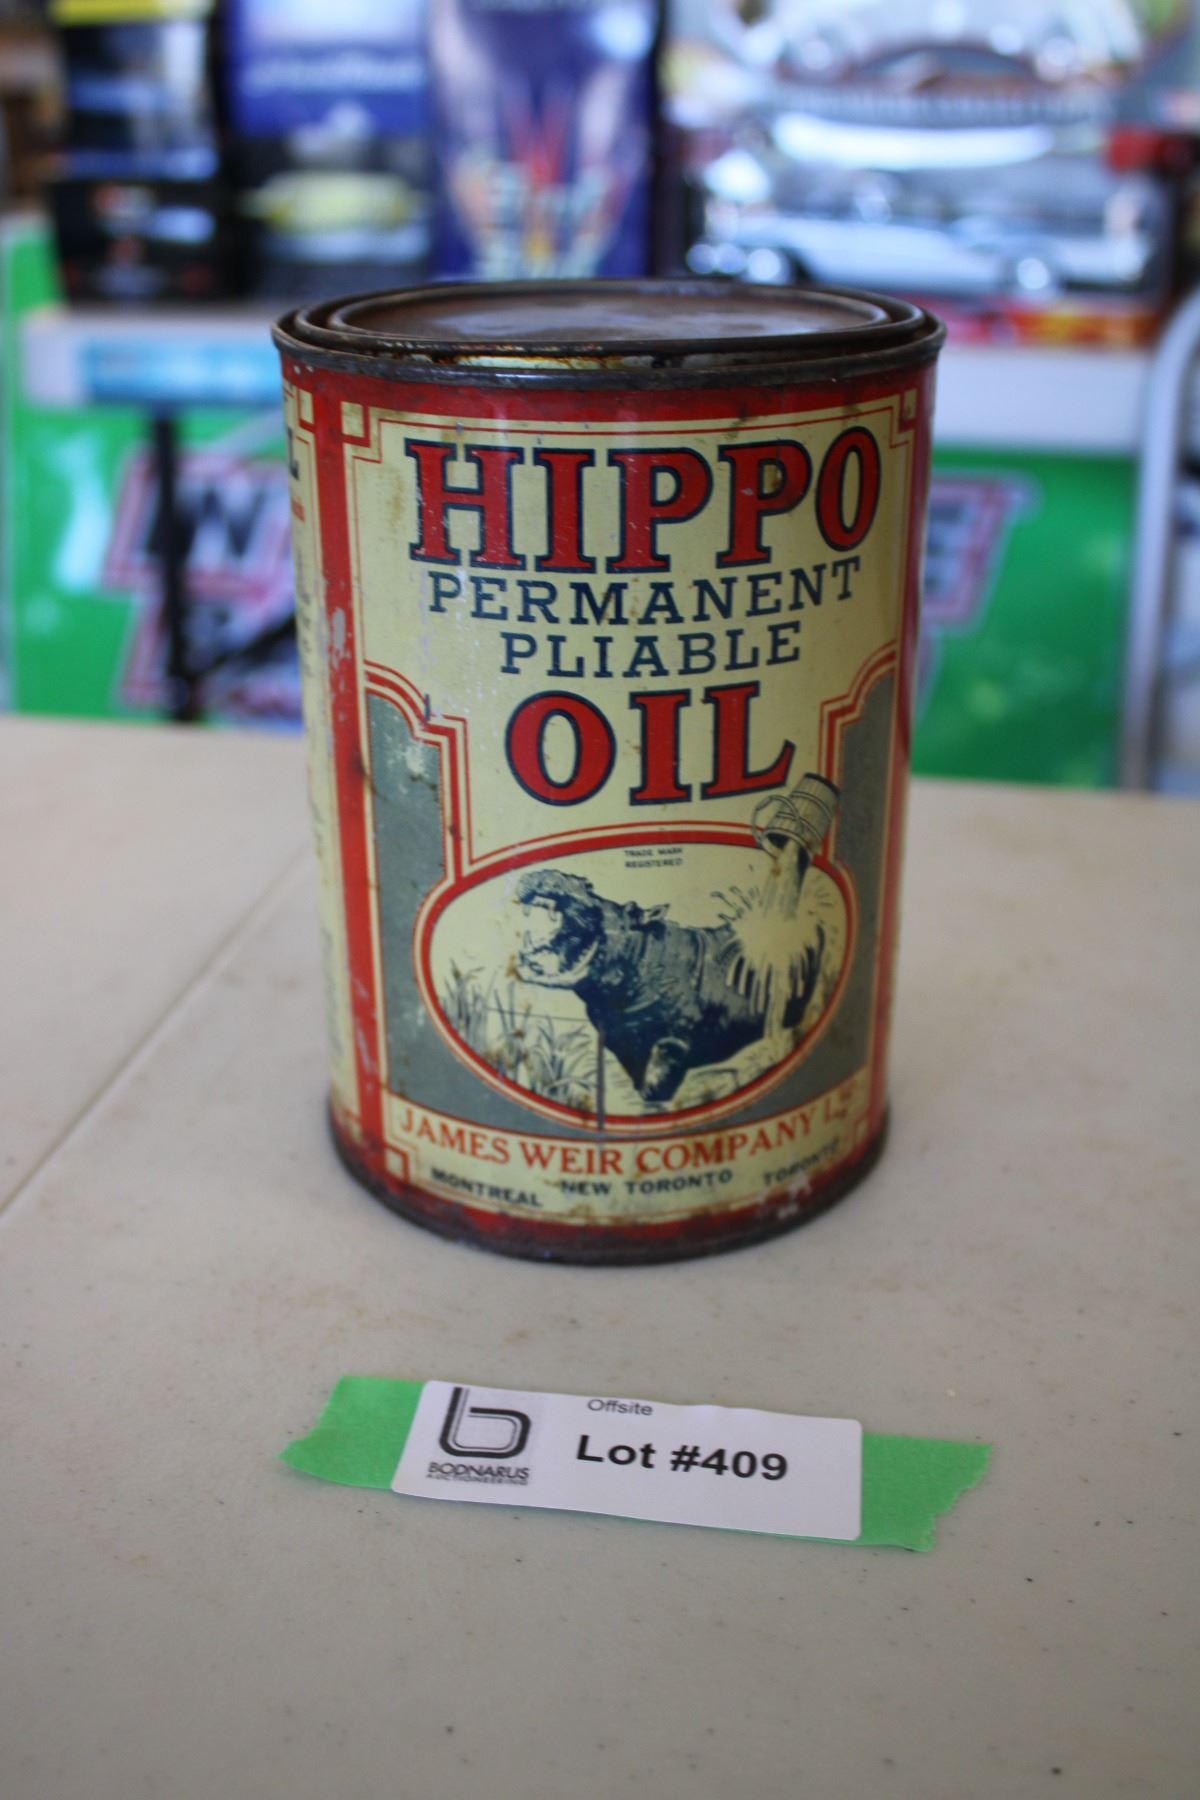 HIPPO
PERMANENT
PLIABLE
OIL
TRADE MARK
REGISTERED
JAMES WEIR COMPANY LTD
MONTREAL NEW TORONTO TORONTO
Offsite
Lot #409
BODNARUS
AUCTIONEERING